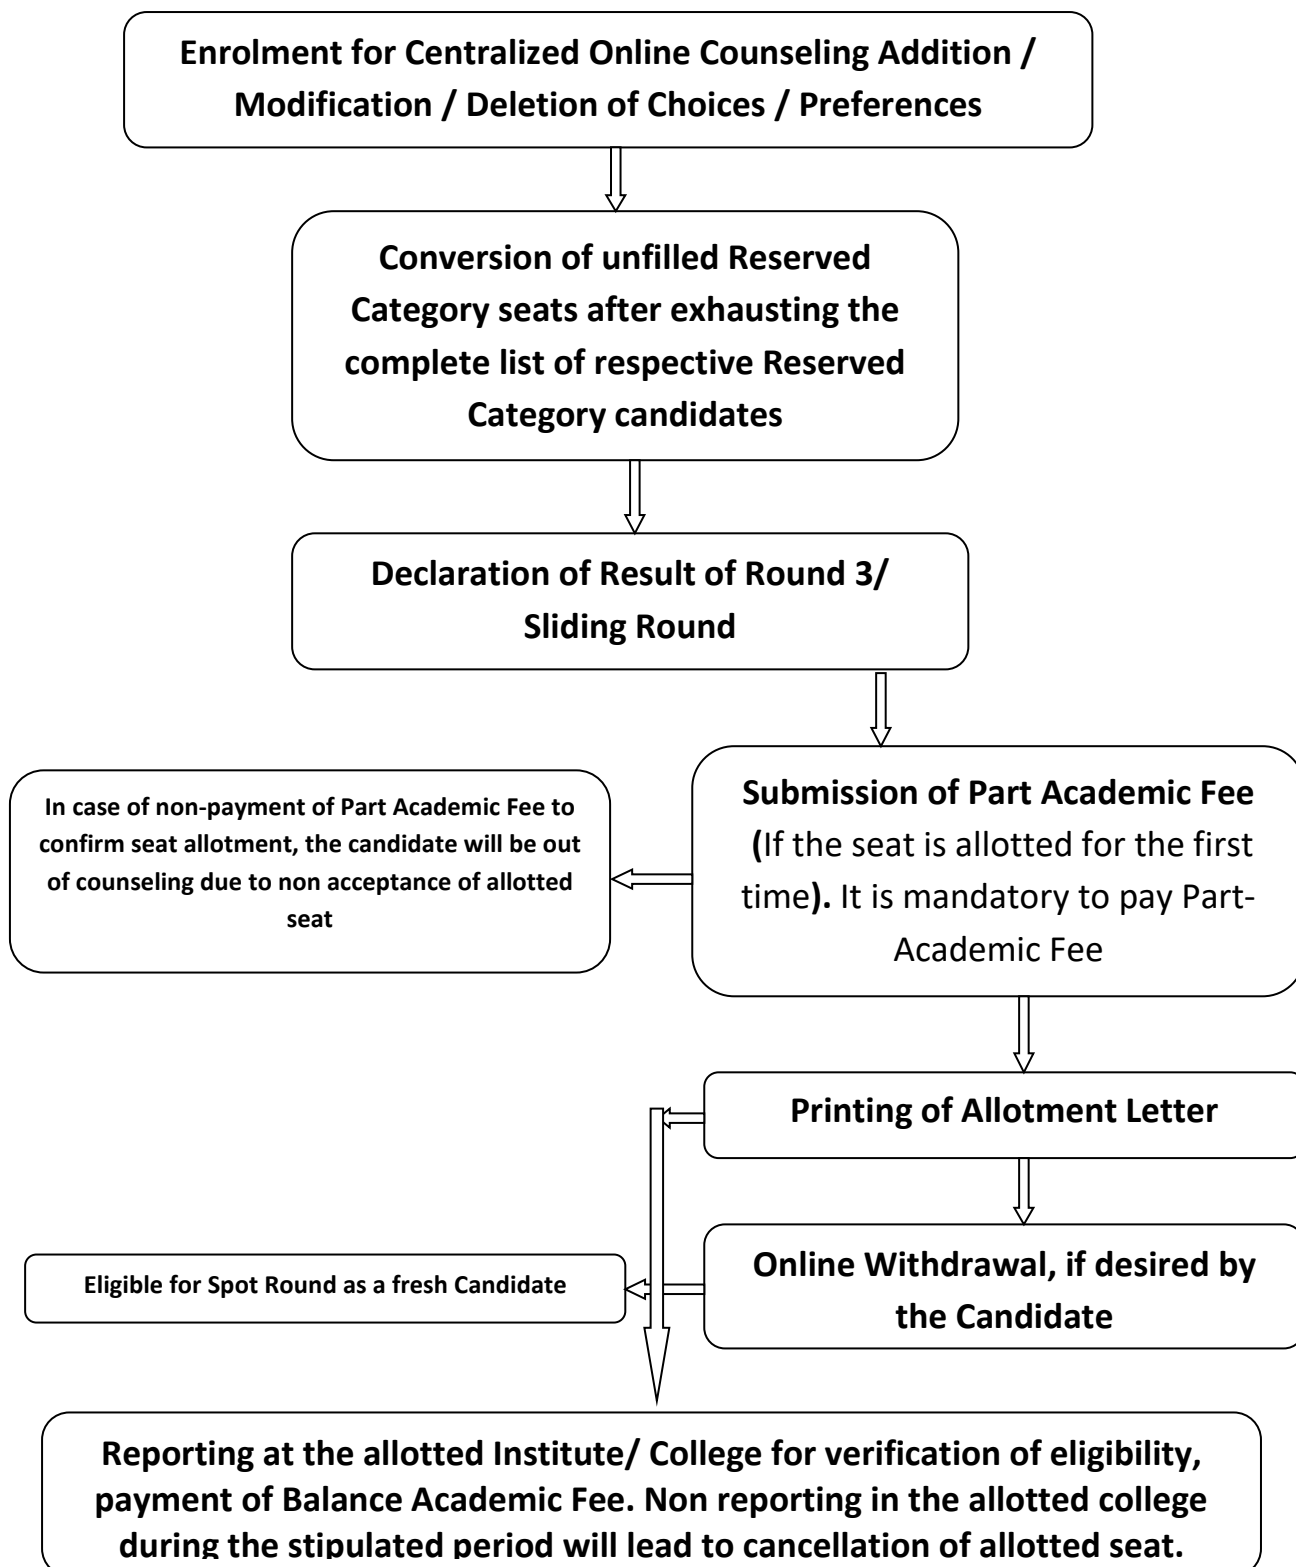 Enrolment for Centralized Online Counseling Addition /
Modification / Deletion of Choices / Preferences
Conversion of unfilled Reserved
Category seats after exhausting the
complete list of respective Reserved
Category candidates
Declaration of Result of Round 3/
Sliding Round
In case of non-payment of Part Academic Fee to
confirm seat allotment, the candidate will be out
of counseling due to non acceptance of allotted
seat
Submission of Part Academic Fee
(If the seat is allotted for the first
time). It is mandatory to pay Part-
Academic Fee
Printing of Allotment Letter
Eligible for Spot Round as a fresh Candidate
Online Withdrawal, if desired by
the Candidate
Reporting at the allotted Institute/ College for verification of eligibility,
payment of Balance Academic Fee. Non reporting in the allotted college
during the stipulated period will lead to cancellation of allotted seat.